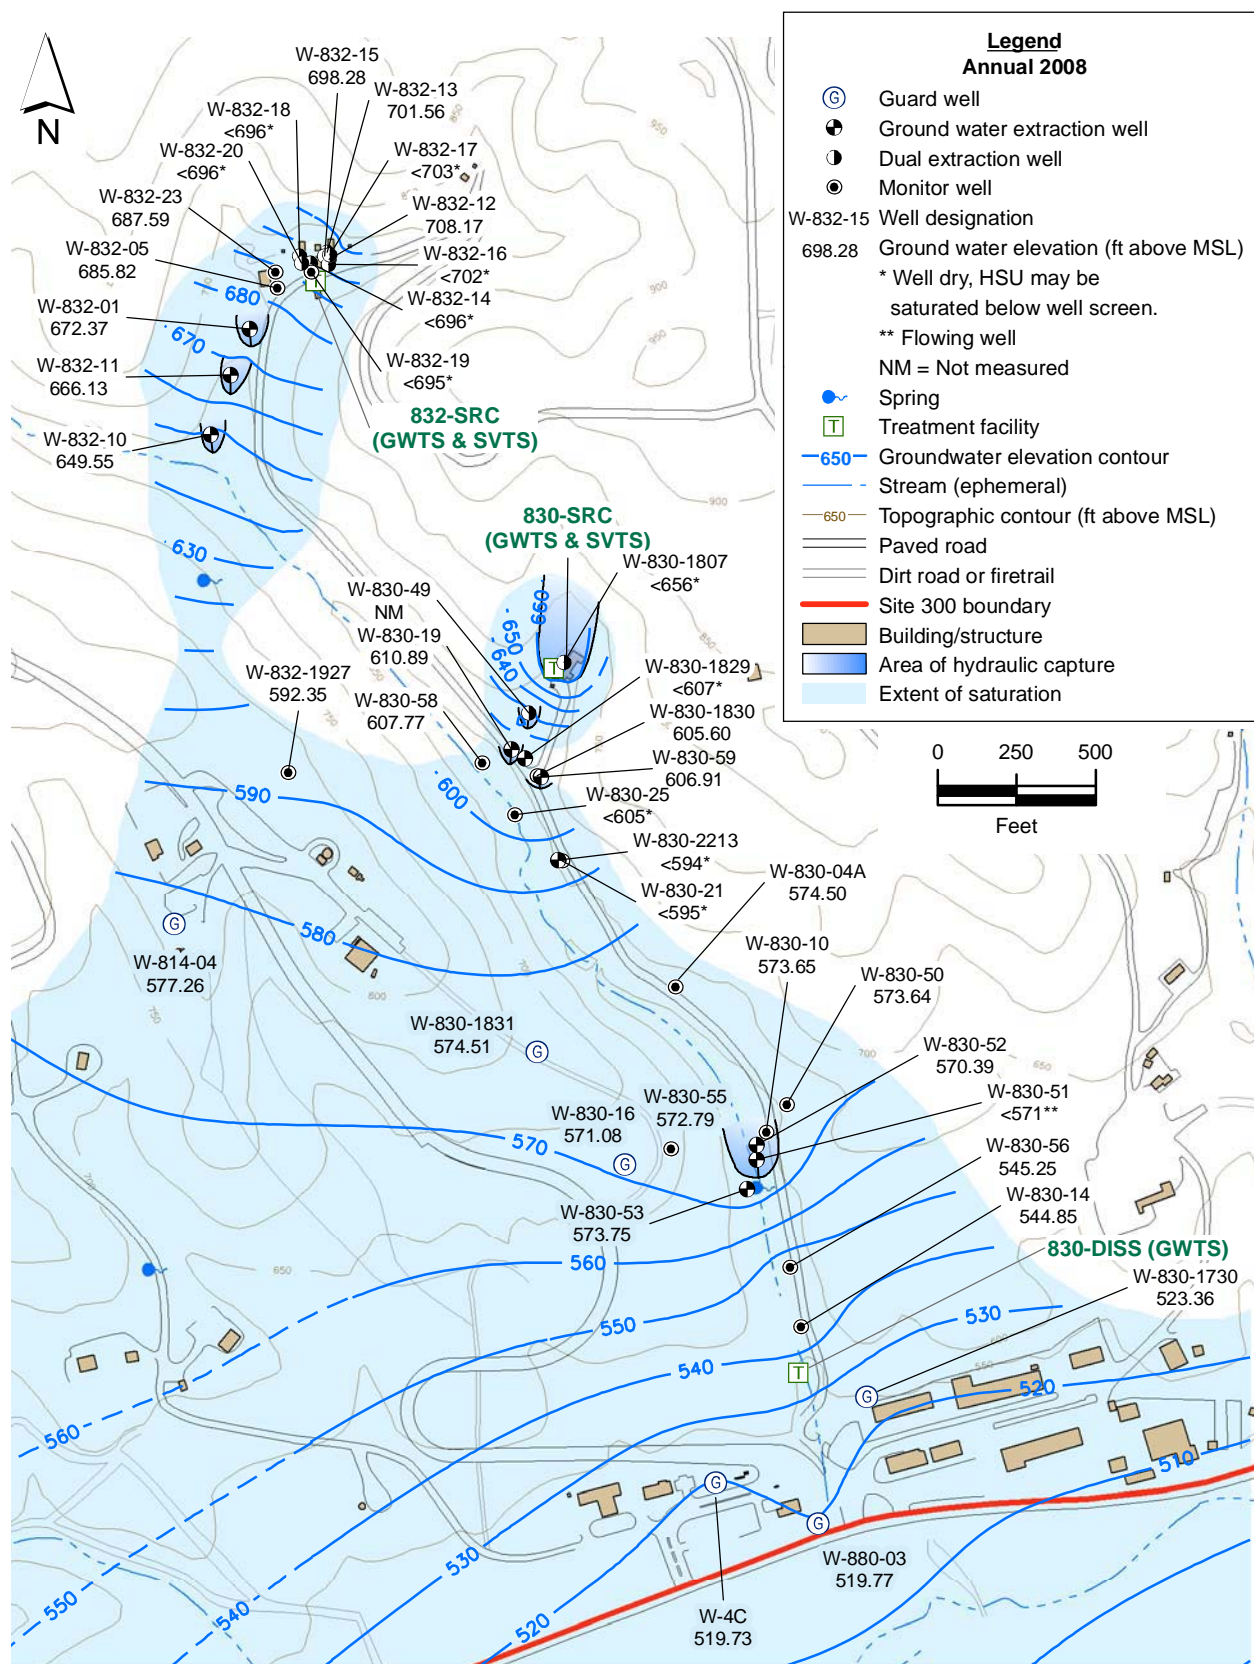 Legend
Annual 2008
Guard well
Ground water extraction well
Dual extraction well
Monitor well
W-832-15 Well designation
698.28 Ground water elevation (ft above MSL)
* Well dry, HSU may be
saturated below well screen.
** Flowing well
NM = Not measured
Spring
T Treatment facility
650 Groundwater elevation contour
Stream (ephemeral)
650 Topographic contour (ft above MSL)
Paved road
Dirt road or firetrail
Site 300 boundary
Building/structure
Area of hydraulic capture
Extent of saturation
0 250 500
Feet
N
W-832-15
698.28
W-832-13
701.56
W-832-18
<696*
W-832-20
<696*
W-832-17
<703*
W-832-23
687.59
W-832-12
708.17
W-832-05
685.82
W-832-16
<702*
W-832-14
<696*
W-832-01
672.37
W-832-19
<695*
W-832-11
666.13
W-832-10
649.55
832-SRC
(GWTS & SVTS)
680
670
630
830-SRC
(GWTS & SVTS)
W-830-1807
<656*
W-830-49
NM
W-830-19
610.89
W-832-1927
592.35
W-830-58
607.77
W-830-1829
<607*
W-830-1830
605.60
W-830-59
606.91
W-830-25
<605*
W-830-2213
<594*
W-830-21
<595*
660
650
640
600
590
580
W-830-04A
574.50
W-830-10
573.65
W-830-50
573.64
W-814-04
577.26
W-830-1831
574.51
W-830-52
570.39
W-830-51
<571**
W-830-55
572.79
W-830-16
571.08
W-830-56
545.25
W-830-14
544.85
W-830-53
573.75
830-DISS (GWTS)
W-830-1730
523.36
570
560
550
540
530
520
510
560
550
540
530
520
W-880-03
519.77
W-4C
519.73